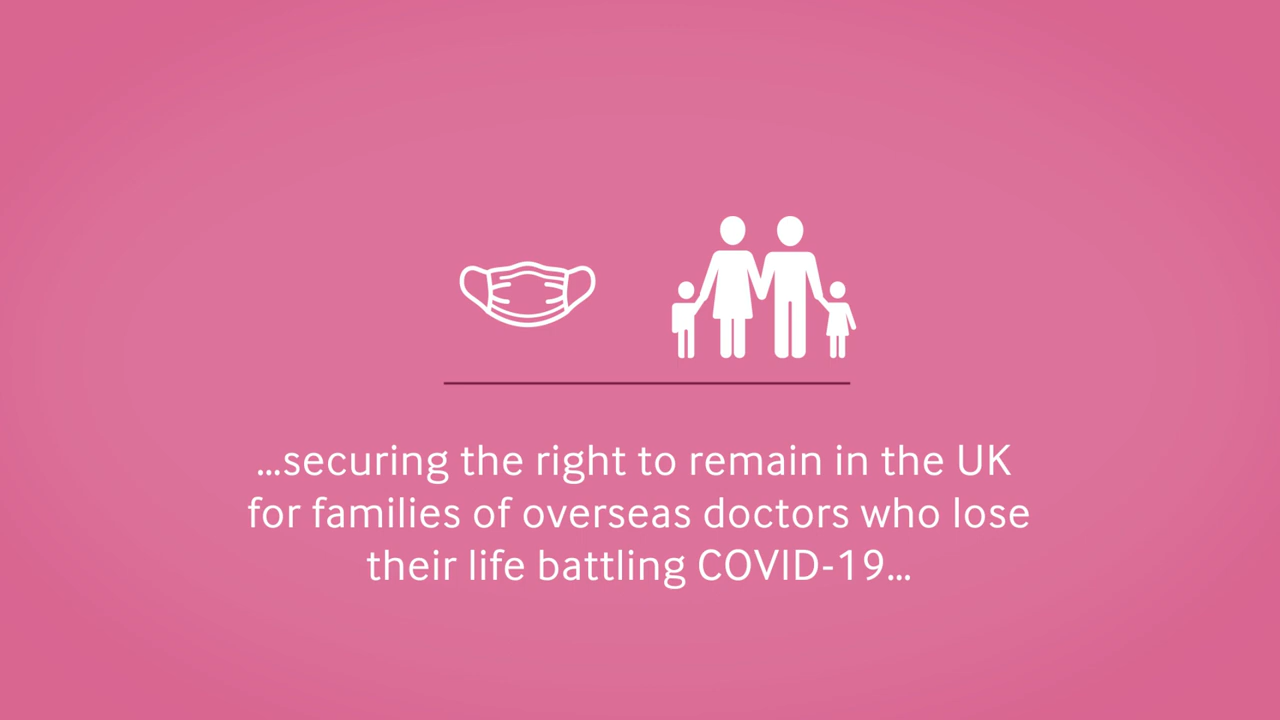 ...securing the right to remain in the UK
for families of overseas doctors who lose
their life battling COVID-19...